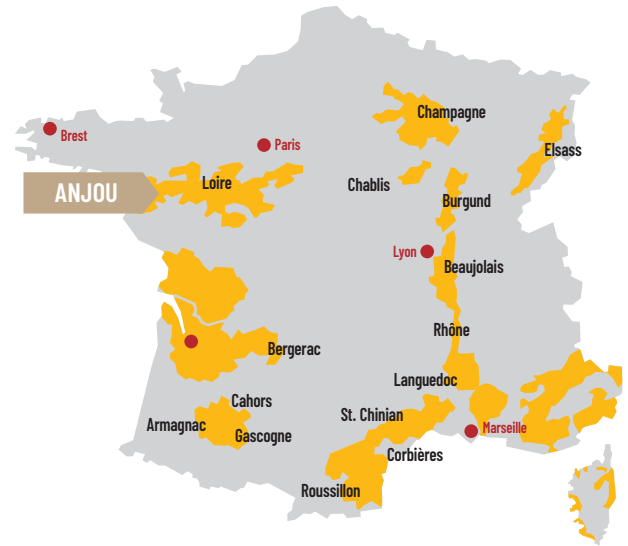 Champagne
Brest
Paris
Elsass
Loire
Chablis
ANJOU
Burgund
Lyon
Beaujolais
Rhône
Bergerac
Languedoc
Cahors
St. Chinian
Armagnac
Marseille
Gascogne
Corbières
Roussillon